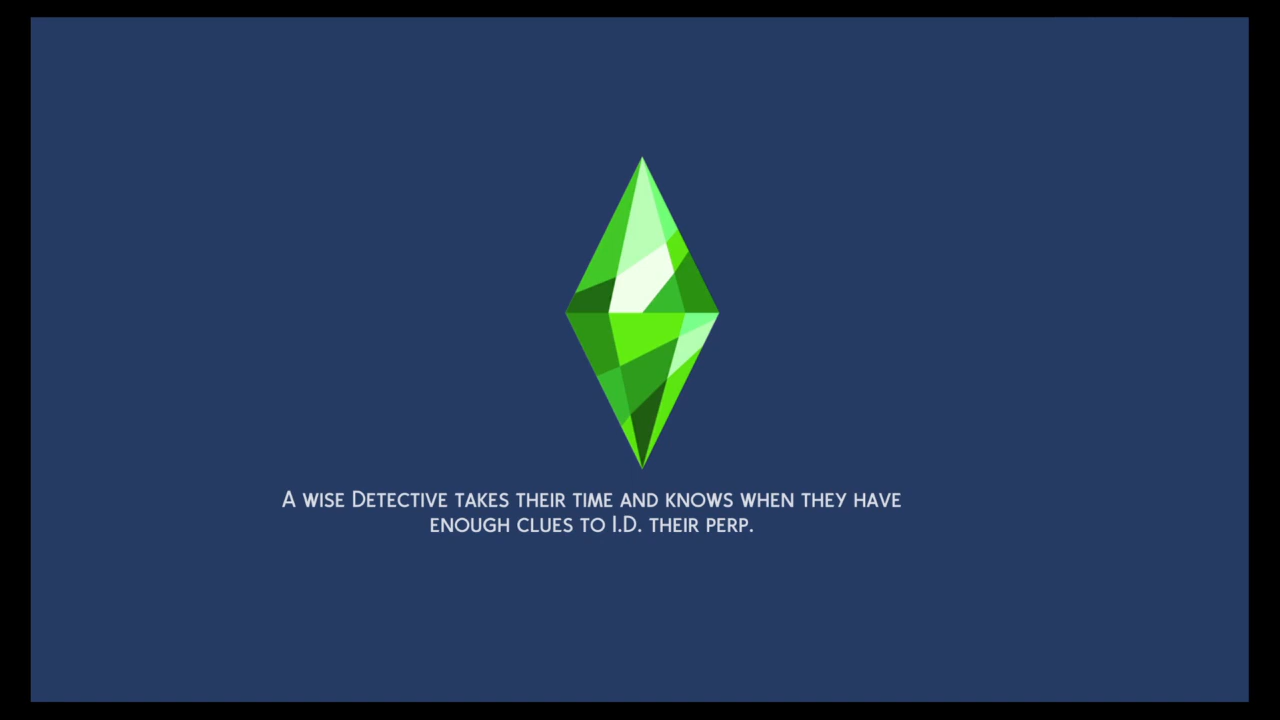 A wise Detective takes their time and knows when they have
enough clues to I.D. their perp.